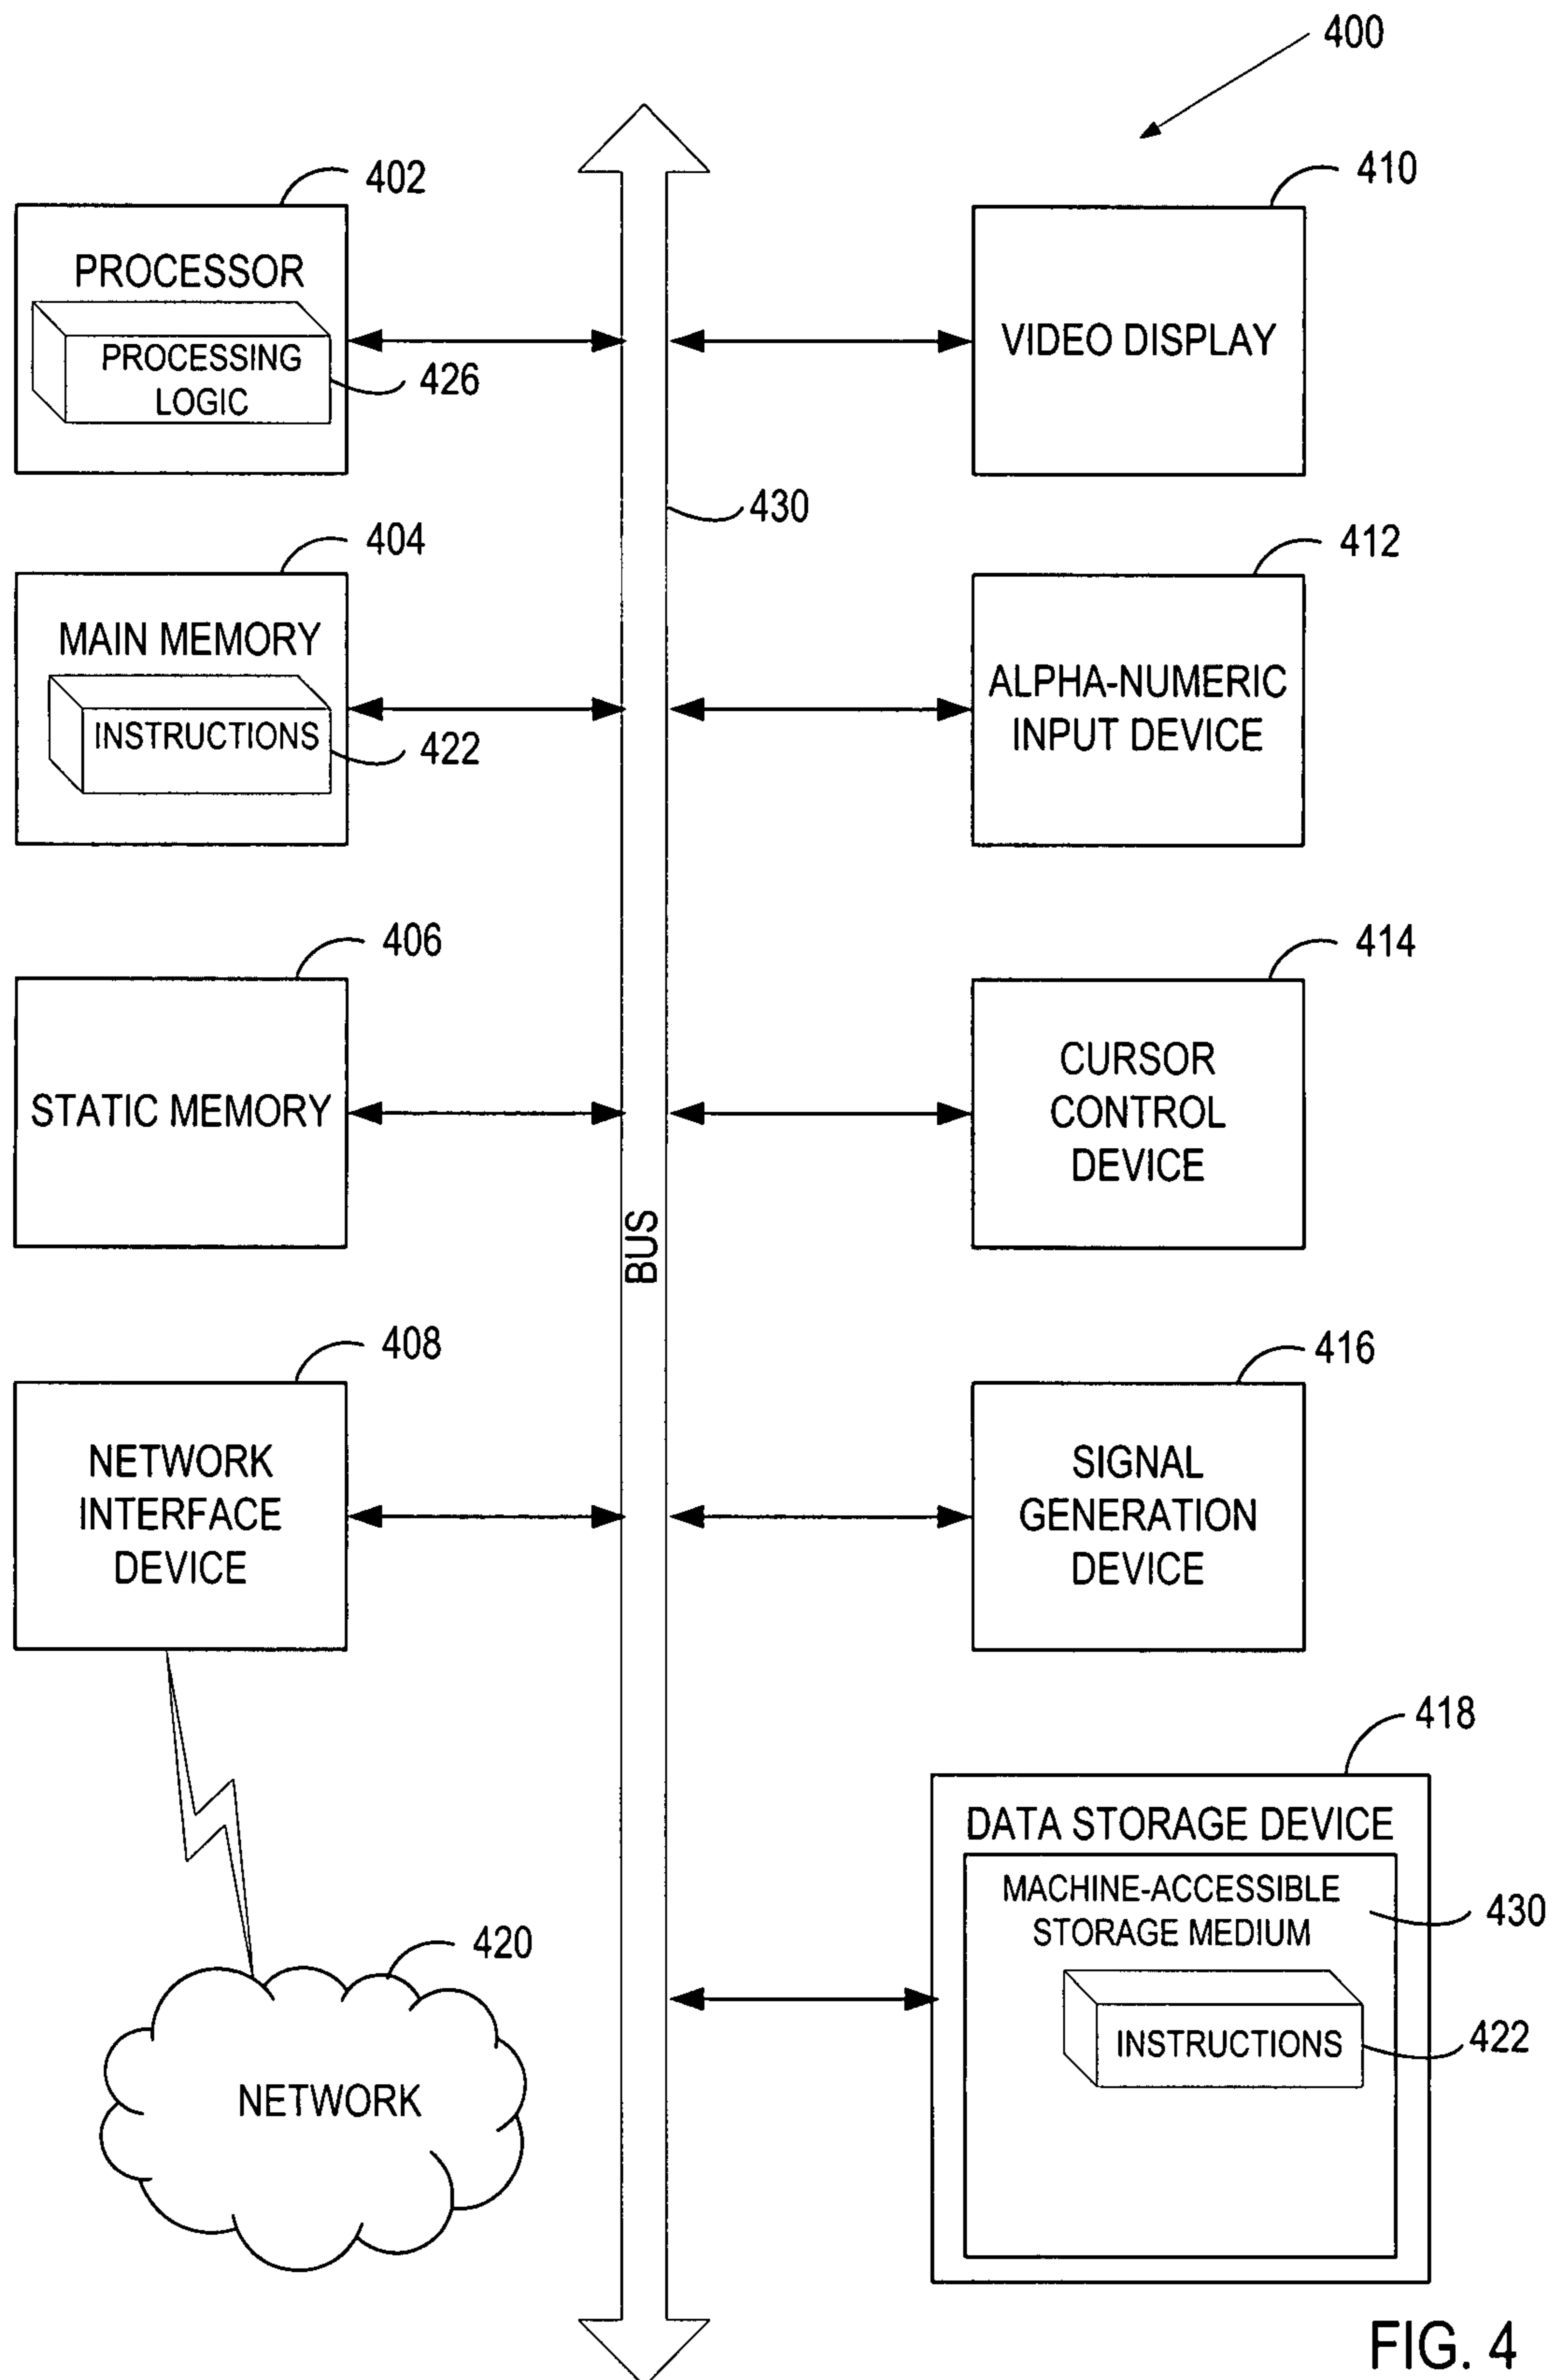 400
402
PROCESSOR
PROCESSING
LOGIC
426
410
VIDEO DISPLAY
430
404
MAIN MEMORY
INSTRUCTIONS
422
412
ALPHA-NUMERIC
INPUT DEVICE
406
STATIC MEMORY
414
CURSOR
CONTROL
DEVICE
BUS
408
NETWORK
INTERFACE
DEVICE
416
SIGNAL
GENERATION
DEVICE
418
DATA STORAGE DEVICE
MACHINE-ACCESSIBLE
STORAGE MEDIUM
430
INSTRUCTIONS
422
420
NETWORK
FIG. 4